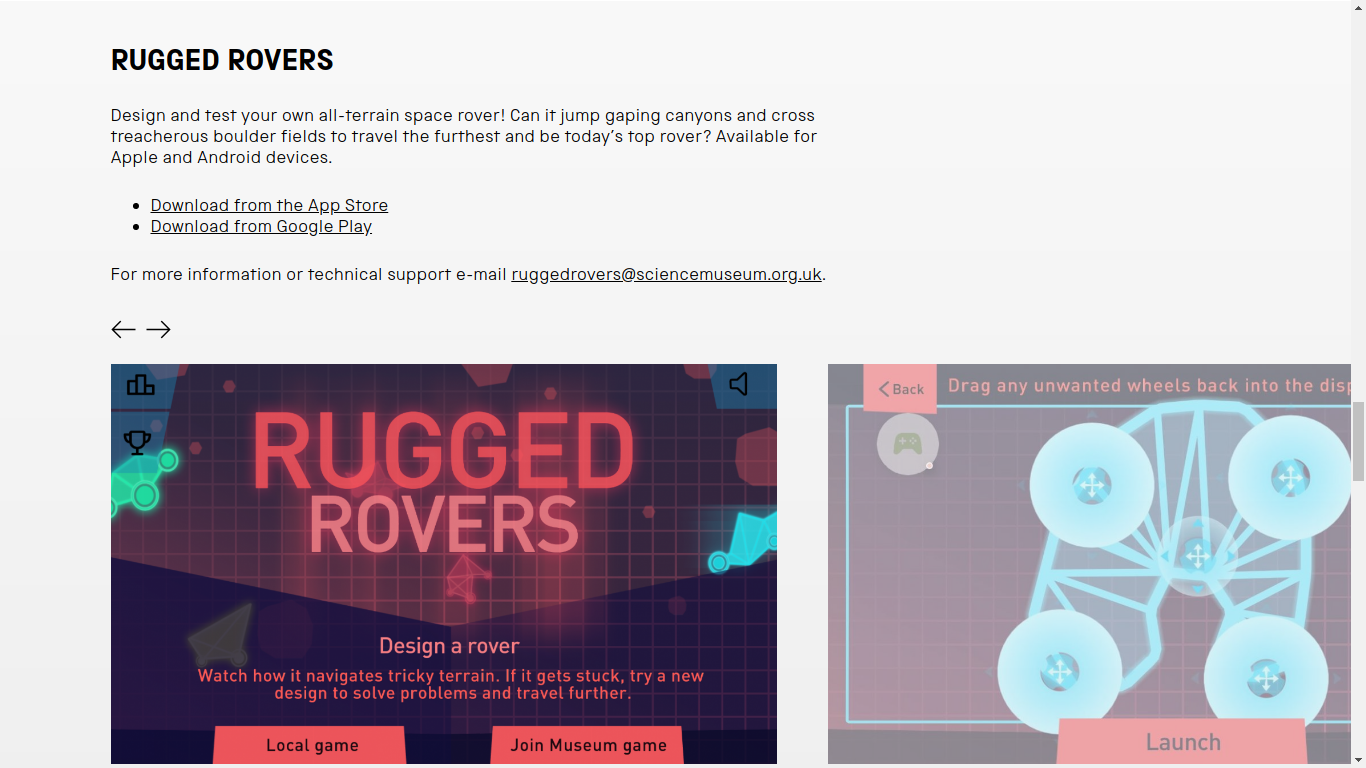 RUGGED ROVERS
Design and test your own all-terrain space rover! Can it jump gaping canyons and cross
treacherous boulder fields to travel the furthest and be today's top rover? Available for
Apple and Android devices.
Download from the App Store
Download from Google Play
For more information or technical support e-mail ruggedrovers@sciencemuseum.org.uk.
RUGGED
ROVERS
Design a rover
Watch how it navigates tricky terrain. If it gets stuck, try a new
design to solve problems and travel further.
Local game
Join Museum game
Back
Drag any unwanted wheels back into the disp
Launch